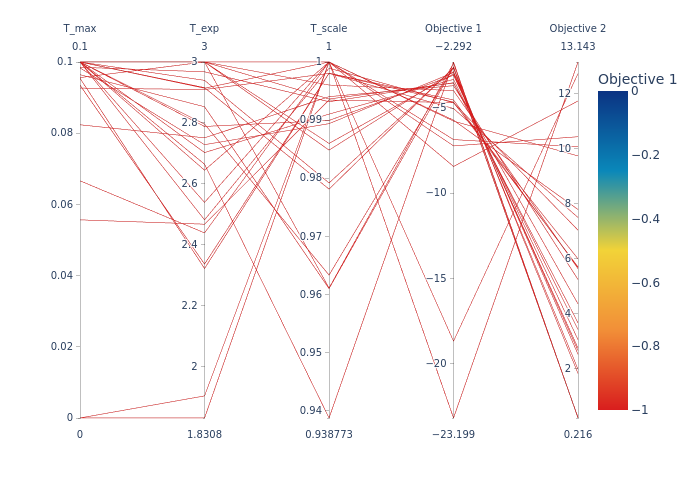 T_max T_exp T_scale Objective 1 Objective 2
0.1 3 1 −2.292 13.143
Objective 1
0.1 3 1 −5 12 0
0.08 2.8 0.99 10 −0.2
0.06 2.6 0.98 −10 8 −0.4
0.04 2.4 0.97 −15 6 −0.6
0.02 2.2 0.96 −20 4 −0.8
0 2 0.95 2 −1
0.94
0 1.8308 0.938773 −23.199 0.216